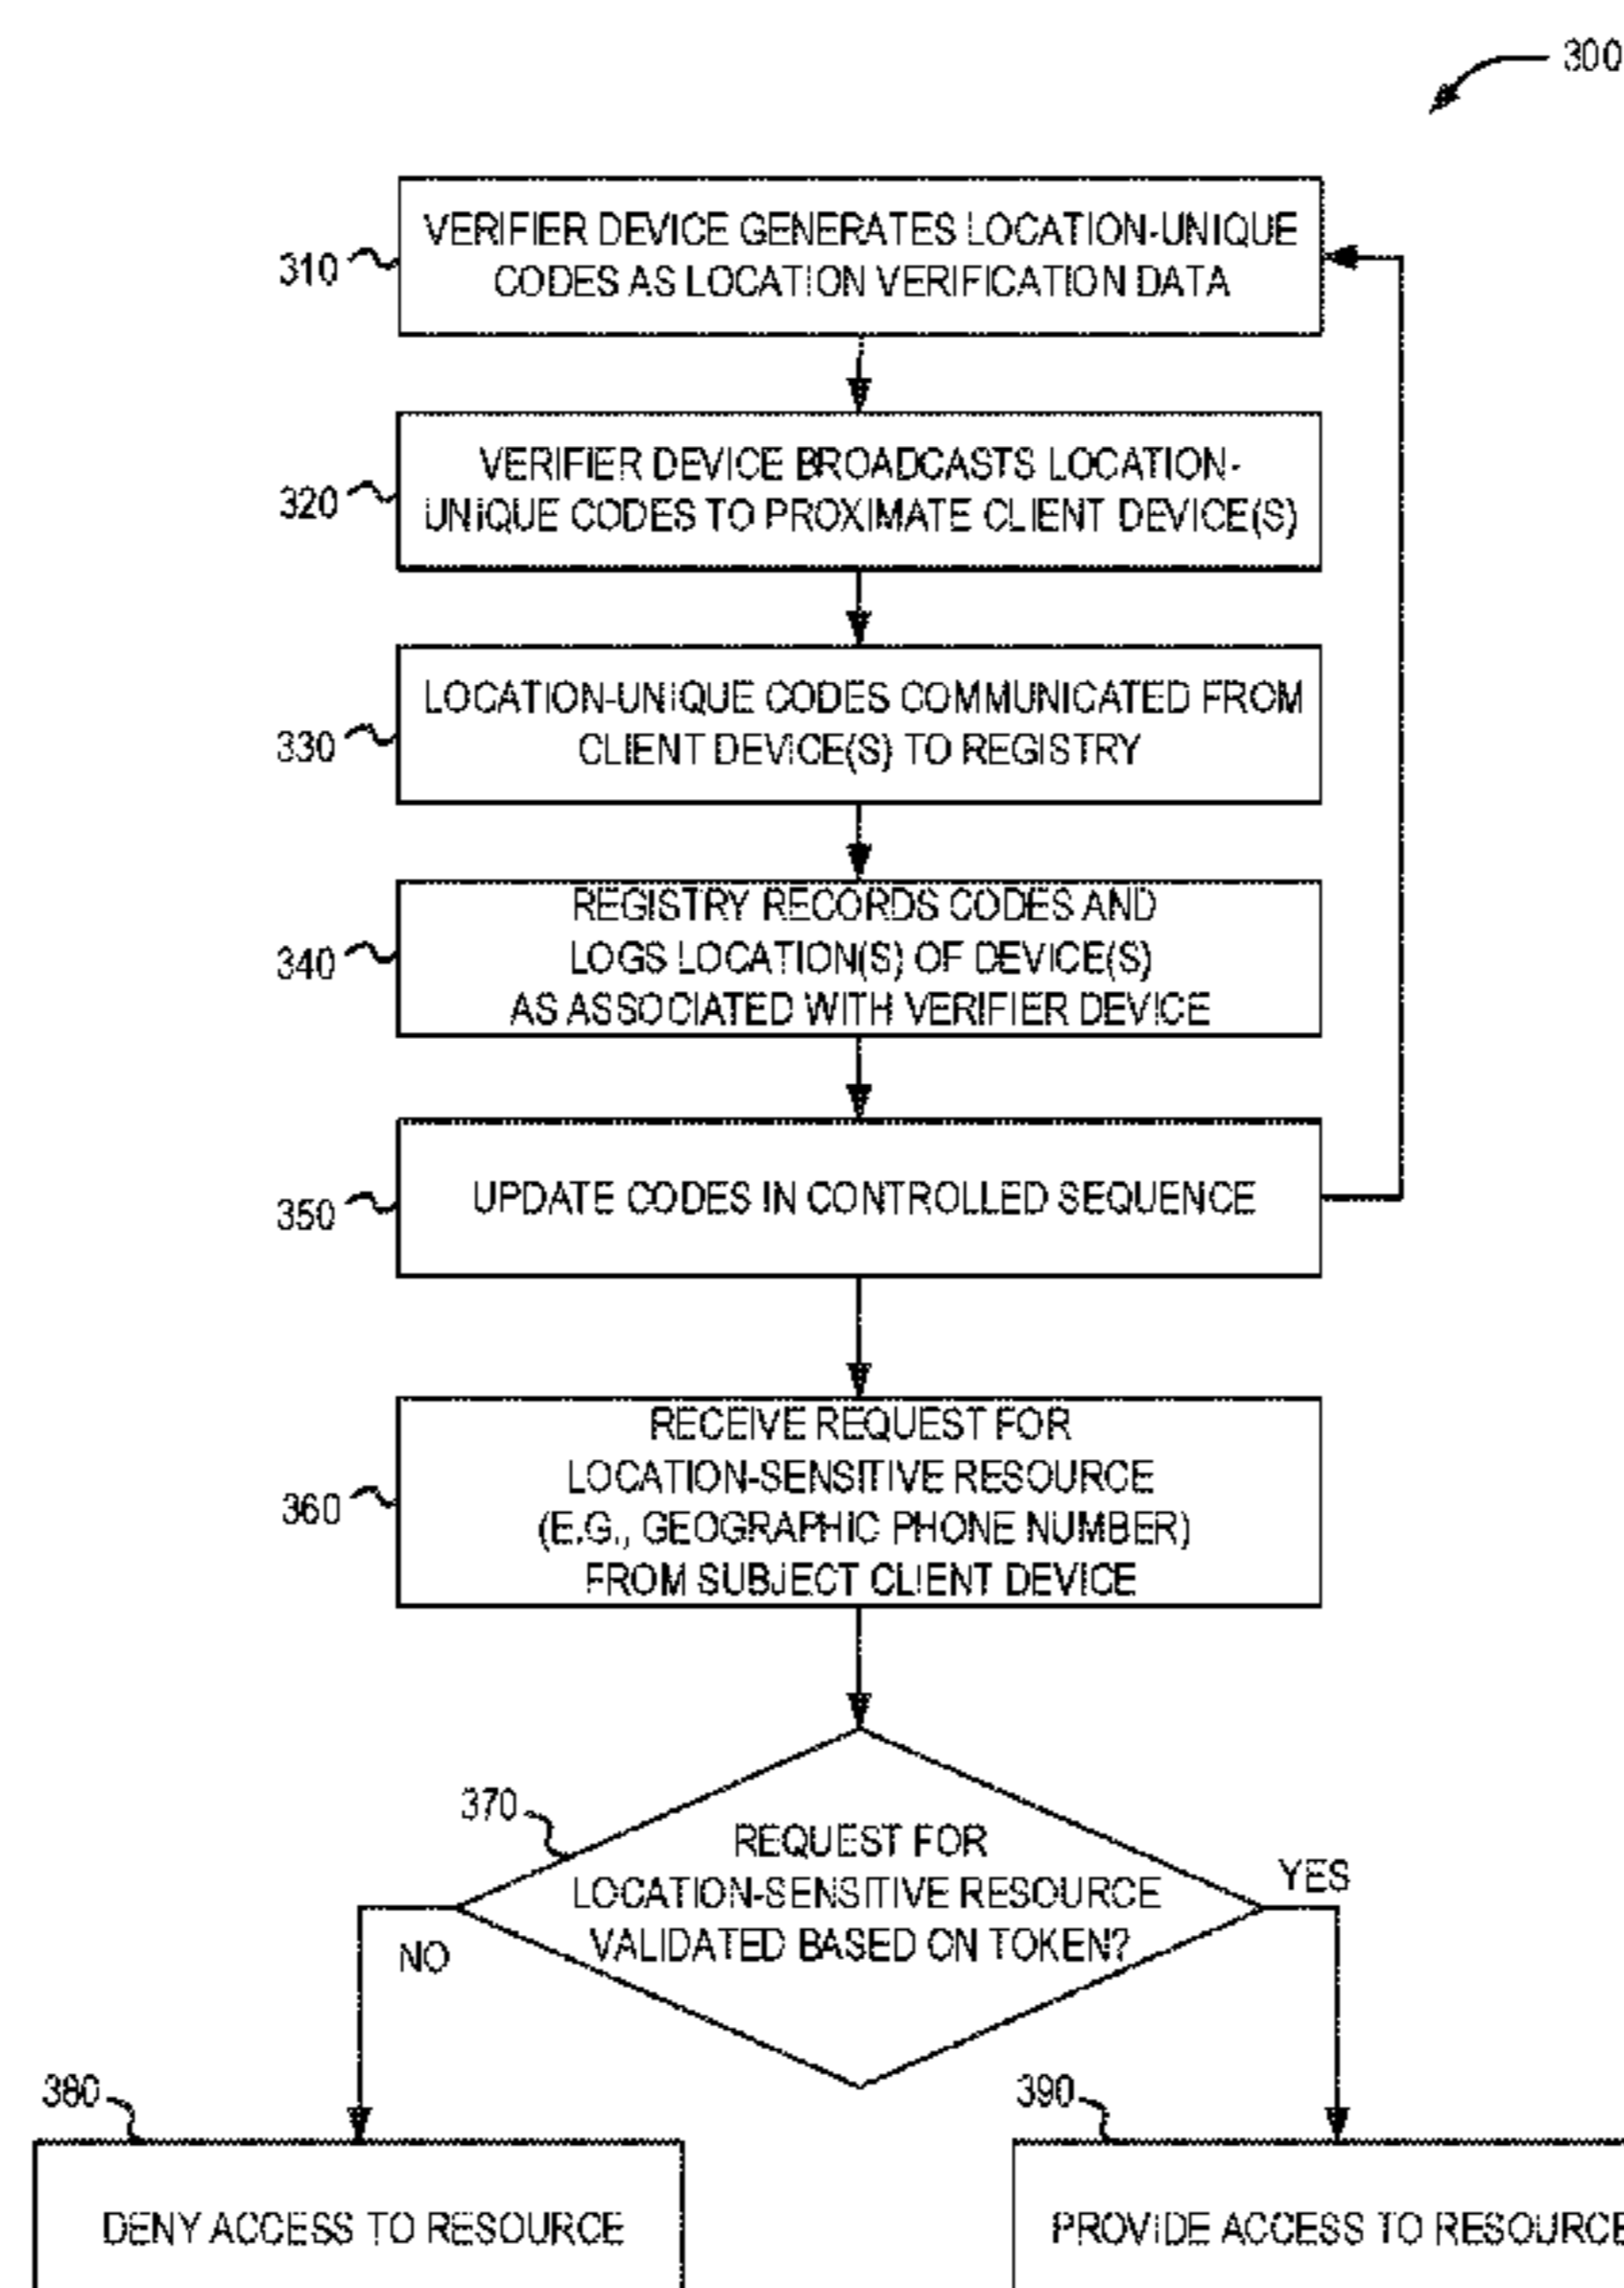 300
310
VERIFIER DEVICE GENERATES LOCATION-UNIQUE
CODES AS LOCATION VERIFICATION DATA
320
VERIFIER DEVICE BROADCASTS LOCATION-
UNIQUE CODES TO PROXIMATE CLIENT DEVICE(S)
330
LOCATION-UNIQUE CODES COMMUNICATED FROM
CLIENT DEVICE(S) TO REGISTRY
340
REGISTRY RECORDS CODES AND
LOGS LOCATION(S) OF DEVICE(S)
AS ASSOCIATED WITH VERIFIER DEVICE
350
UPDATE CODES IN CONTROLLED SEQUENCE
360
RECEIVE REQUEST FOR
LOCATION-SENSITIVE RESOURCE
(E.G., GEOGRAPHIC PHONE NUMBER)
FROM SUBJECT CLIENT DEVICE
370
REQUEST FOR
LOCATION-SENSITIVE RESOURCE
VALIDATED BASED ON TOKEN?
YES
NO
380
DENY ACCESS TO RESOURCE
390
PROVIDE ACCESS TO RESOURCE